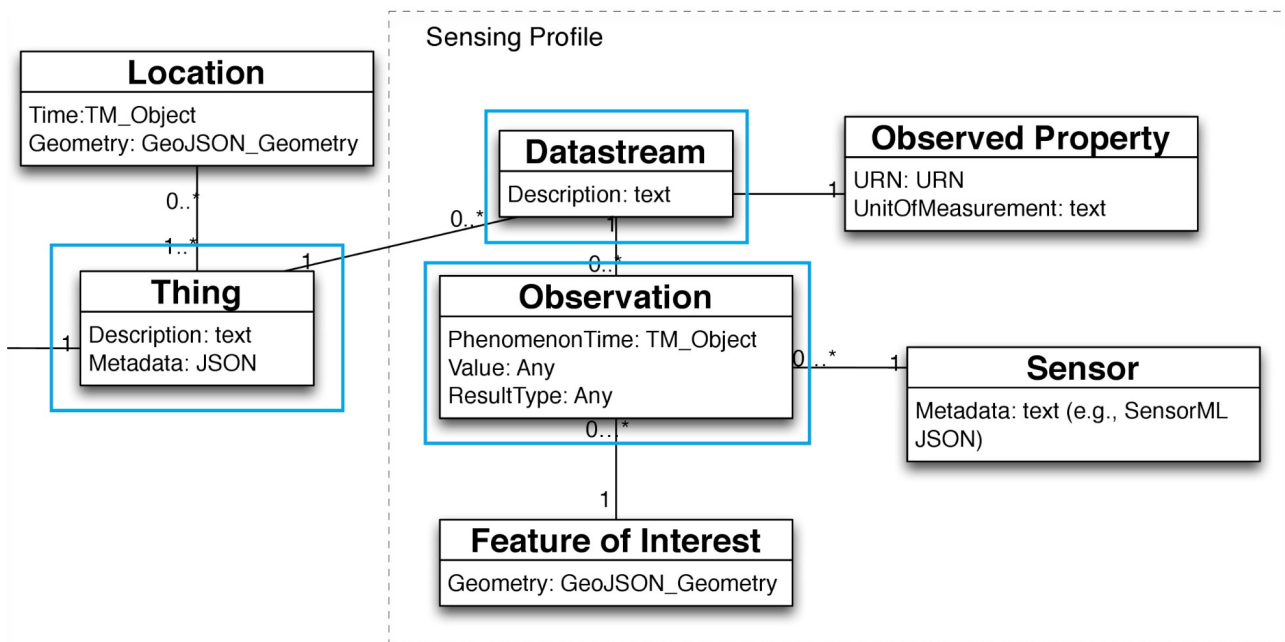 Sensing Profile
Location
Time:TM_Object
Geometry: GeoJSON_Geometry
0..*
1..*
Thing
Description: text
Metadata: JSON
1
1
0..*
Datastream
Description: text
1
0..*
1
Observed Property
URN: URN
UnitOfMeasurement: text
Observation
PhenomenonTime: TM_Object
Value: Any
ResultType: Any
0...*
1
Sensor
Metadata: text (e.g., SensorML
JSON)
0...*
1
Feature of Interest
Geometry: GeoJSON_Geometry